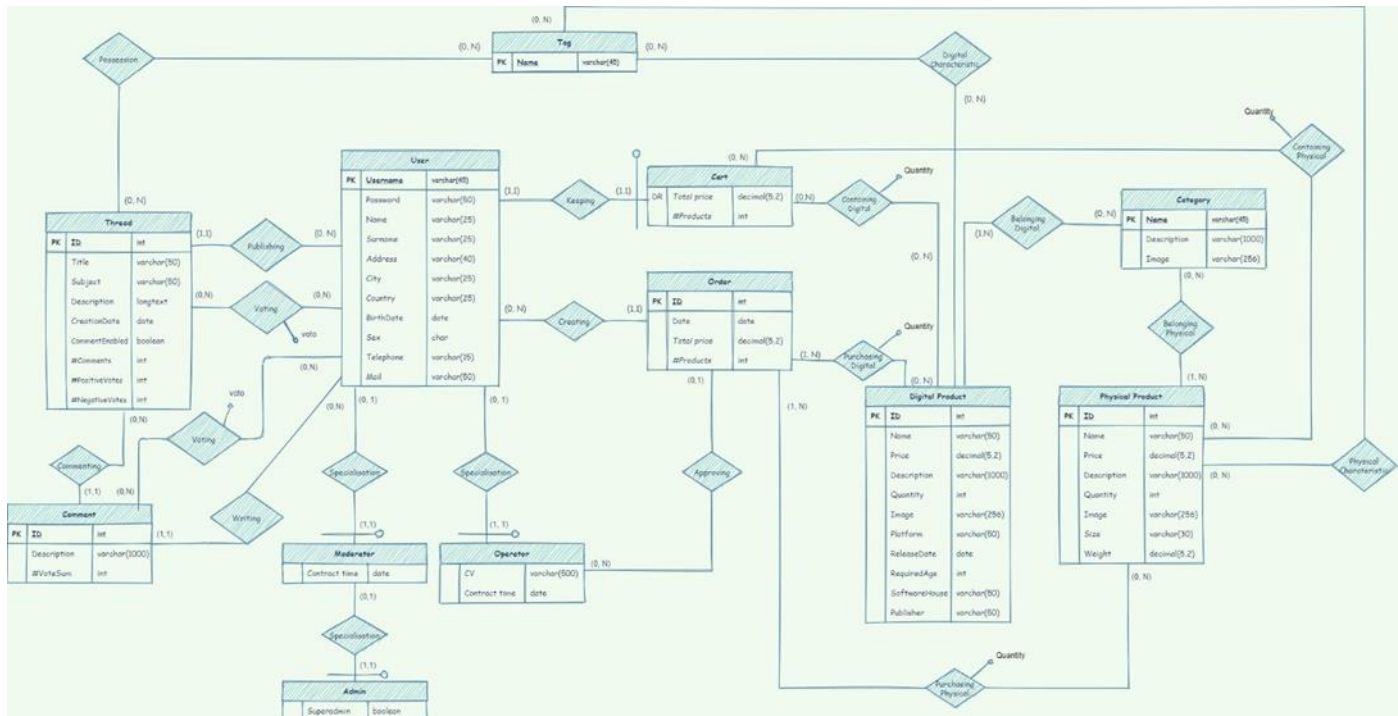 (0, N)
Tag
PK Name varchar(45)
(0, N)
(0, N)
Possession
Digital Characteristic
(0, N)
(0, N)
Quantity
Containing Physical
User
PK Username varchar(45)
Password varchar(50)
Name varchar(25)
Surname varchar(25)
Address varchar(40)
City varchar(25)
Country varchar(25)
BirthDate date
Sex char
Telephone varchar(15)
Mail varchar(50)
(1,1)
Keeping
(1,1)
(0, N)
Cart
DR Total price decimal(5,2)
#Products int
(0,N)
Containing Digital
Quantity
(0, N)
Category
PK Name varchar(45)
Description varchar(1000)
Image varchar(256)
(0, N)
Belonging Digital
(1,N)
(0, N)
Belonging Physical
(1, N)
Thread
PK ID int
Title varchar(50)
Subject varchar(50)
Description longtext
CreationDate date
CommentEnabled boolean
#Comments int
#PositiveVotes int
#NegativeVotes int
(1,1)
Publishing
(0, N)
(0,N)
Voting
(0,N)
voto
(0, N)
Creating
(1,1)
Order
PK ID int
Date date
Total price decimal(5,2)
#Products int
(1, N)
Purchasing Digital
Quantity
(0, N)
(0,1)
(1, N)
Digital Product
PK ID int
Name varchar(50)
Price decimal(5,2)
Description varchar(1000)
Quantity int
Image varchar(256)
Platform varchar(50)
ReleaseDate date
RequiredAge int
SoftwareHouse varchar(50)
Publisher varchar(50)
Physical Product
PK ID int
Name varchar(50)
Price decimal(5,2)
Description varchar(1000)
Quantity int
Image varchar(256)
Size varchar(30)
Weight decimal(5,2)
(0, N)
(0, N)
Physical Characteristic
(0, N)
(0,N)
voto
Voting
(0,N)
(0,N)
(0,N)
(0, 1)
(0, 1)
Commenting
(1,1)
Specialisation
Specialisation
Approving
Writing
(1,1)
Comment
PK ID int
Description varchar(1000)
#VoteSum int
(1,1)
(1, 1)
Moderator
Contract time date
Operator
CV varchar(500)
Contract time date
(0, N)
(0,1)
Specialisation
(1,1)
Admin
Superadmin boolean
Purchasing Physical
Quantity